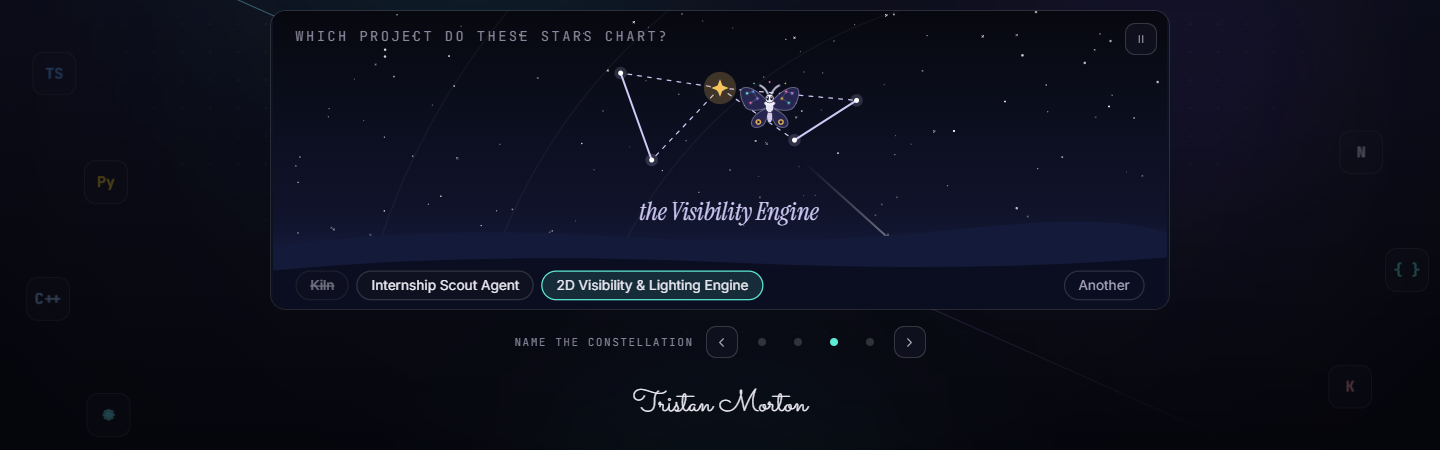 WHICH PROJECT DO THESE STARS CHART?
TS
Py
N
the Visibility Engine
{ }
C++
Kiln
Internship Scout Agent
2D Visibility & Lighting Engine
Another
NAME THE CONSTELLATION
K
Tristan Morton